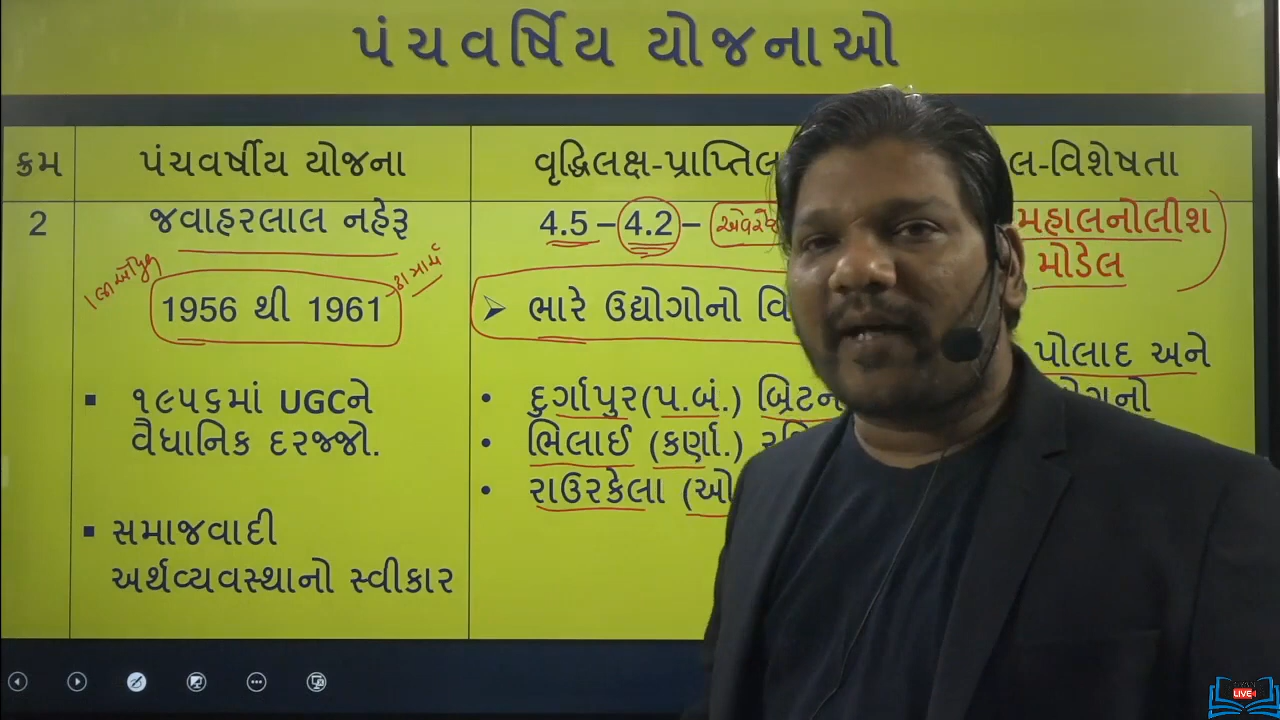 પંચવર્ષિય યોજનાઓ
ક્રમ
પંચવર્ષીય યોજના
વૃદ્ધિલક્ષ-પ્રાપ્તિલ
લ-વિશેષતા
2
જવાહરલાલ નહેરૂ
1956 થી 1961
▪ ૧૯૫૬માં UGCને
વૈધાનિક દરજ્જો.
▪ સમાજવાદી
અર્થવ્યવસ્થાનો સ્વીકાર
4.5 – 4.2 –
➢ ભારે ઉદ્યોગોનો વિ
• દુર્ગાપુર(પ.બં.) બ્રિટન
• ભિલાઈ (કર્ણા.)
• રાઉરકેલા (ઓ
મહાલનોલીશ
મોડેલ
પોલાદ અને
LIVE